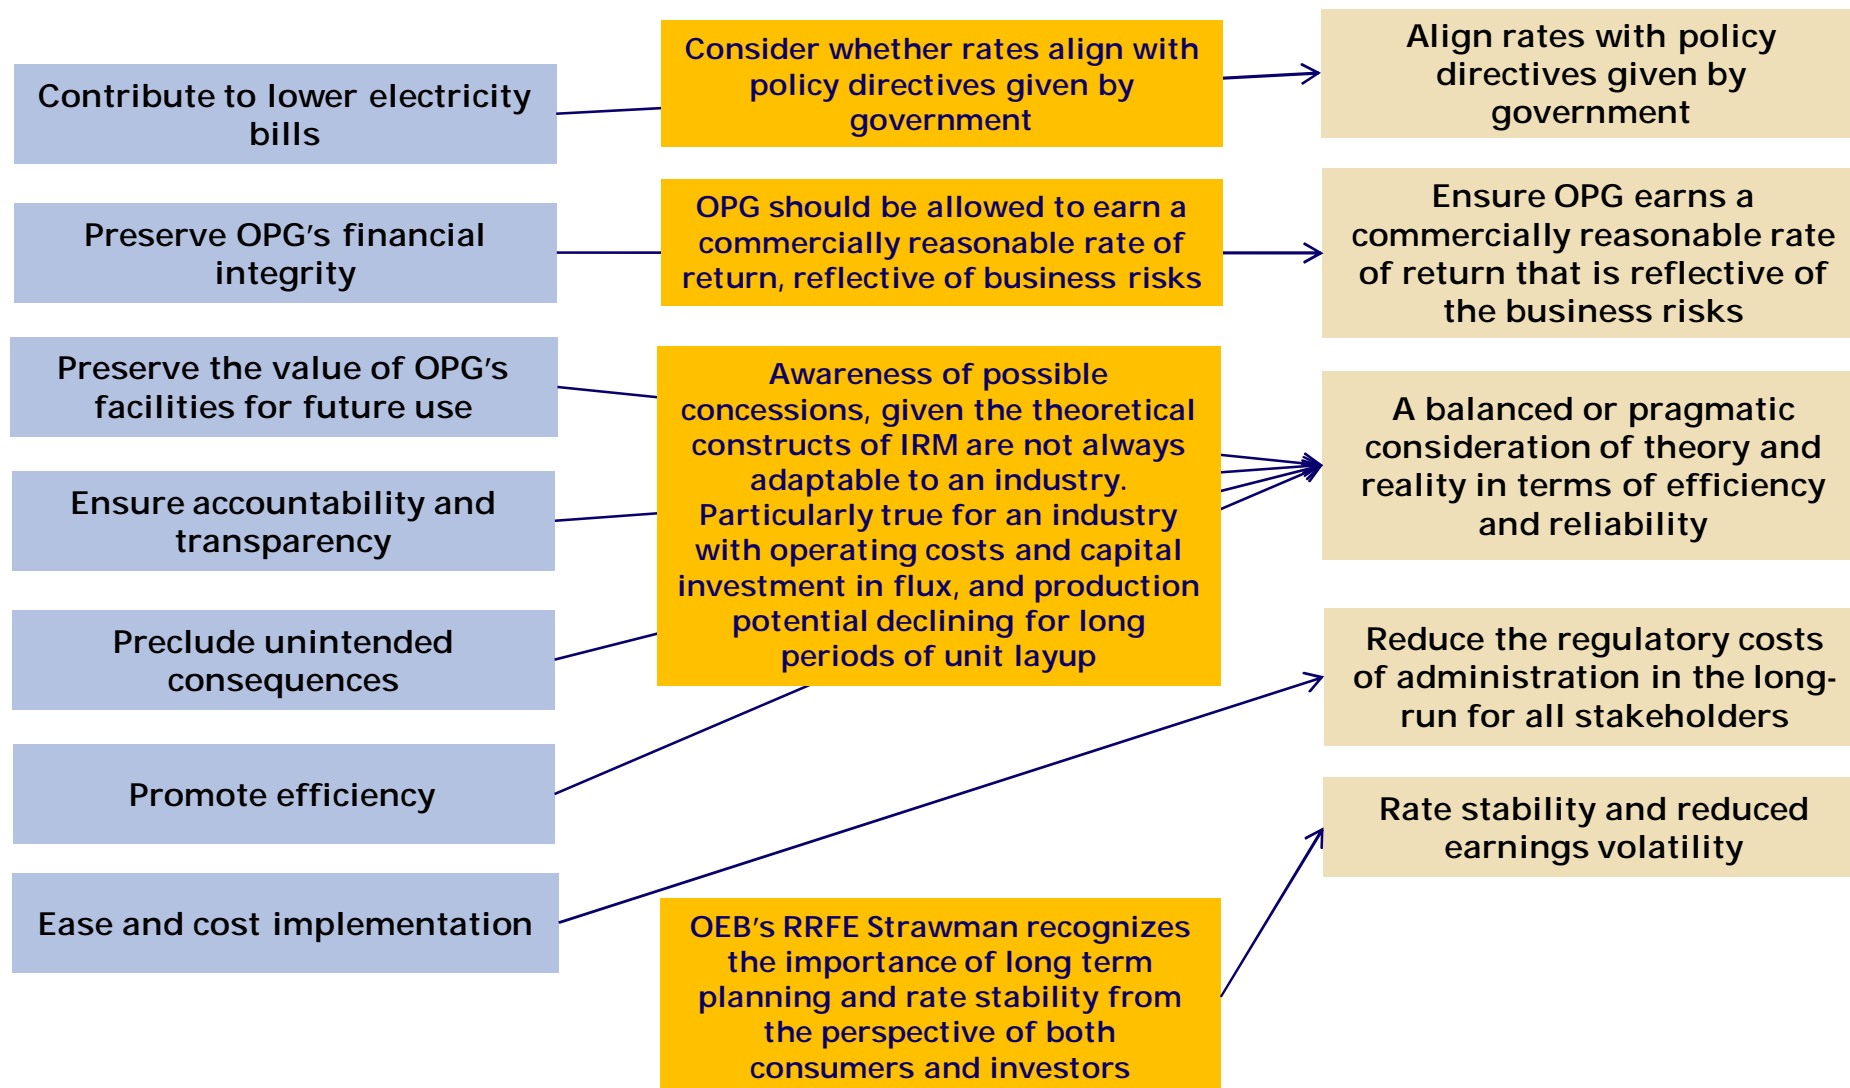 Contribute to lower electricity
bills
Preserve OPG's financial
integrity
Preserve the value of OPG's
facilities for future use
Ensure accountability and
transparency
Preclude unintended
consequences
Promote efficiency
Ease and cost implementation
Consider whether rates align with
policy directives given by
government
OPG should be allowed to earn a
commercially reasonable rate of
return, reflective of business risks
Awareness of possible
concessions, given the theoretical
constructs of IRM are not always
adaptable to an industry.
Particularly true for an industry
with operating costs and capital
investment in flux, and production
potential declining for long
periods of unit layup
OEB's RRFE Strawman recognizes
the importance of long term
planning and rate stability from
the perspective of both
consumers and investors
Align rates with policy
directives given by
government
Ensure OPG earns a
commercially reasonable rate
of return that is reflective of
the business risks
A balanced or pragmatic
consideration of theory and
reality in terms of efficiency
and reliability
Reduce the regulatory costs
of administration in the long-
run for all stakeholders
Rate stability and reduced
earnings volatility